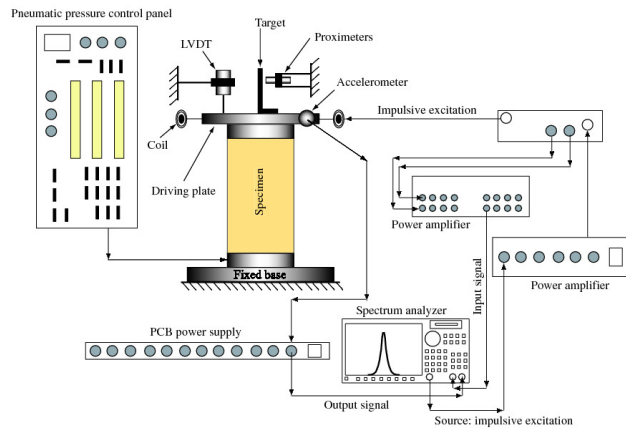 Pneumatic pressure control panel
Target
LVDT
Proximeters
Accelerometer
Impulsive excitation
Coil
Driving plate
Specimen
Power amplifier
Fixed base
Input signal
Power amplifier
Spectrum analyzer
PCB power supply
Output signal
Source: impulsive excitation